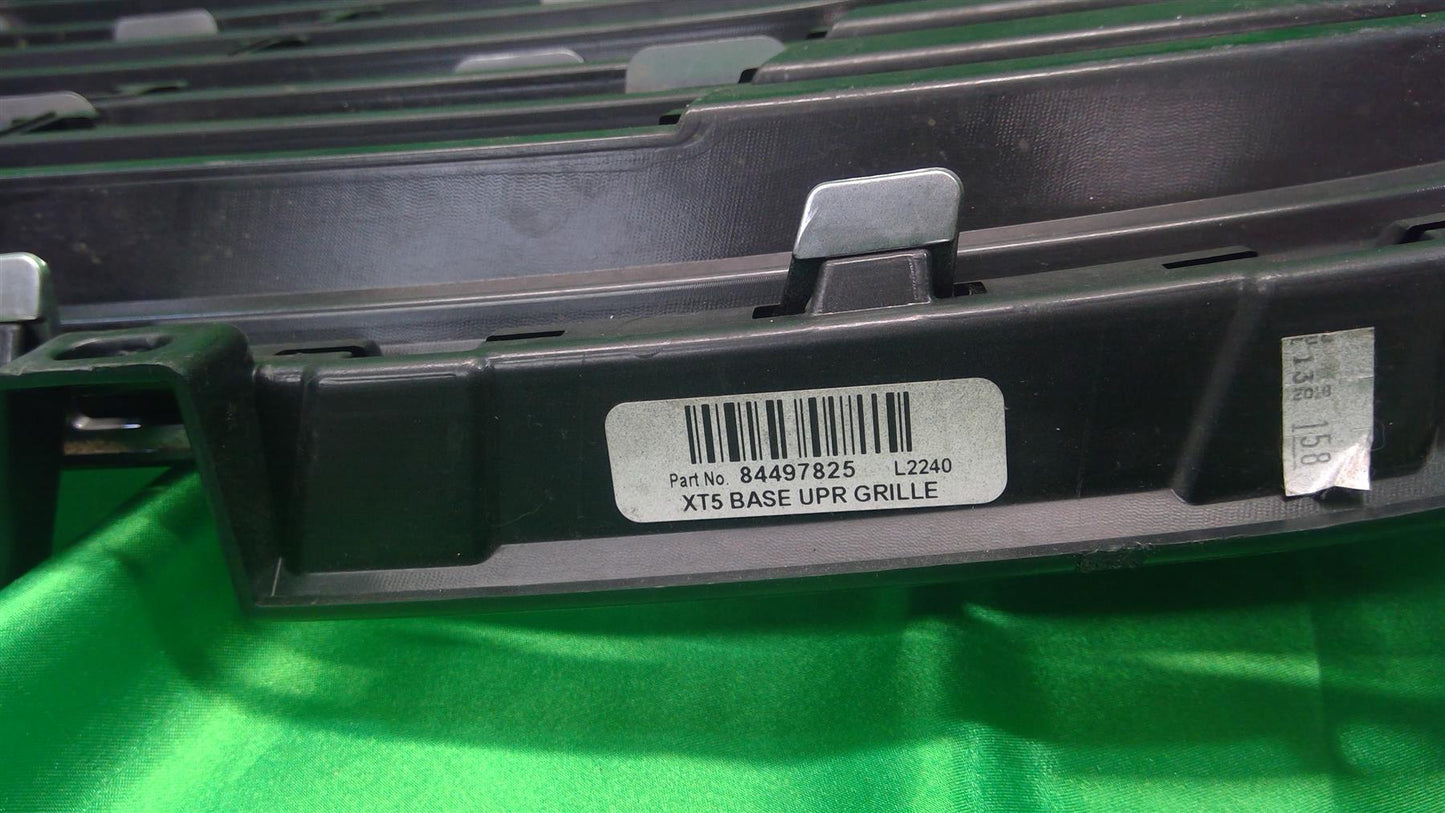 Part No. 84497825 L2240
XT5 BASE UPR GRILLE
158